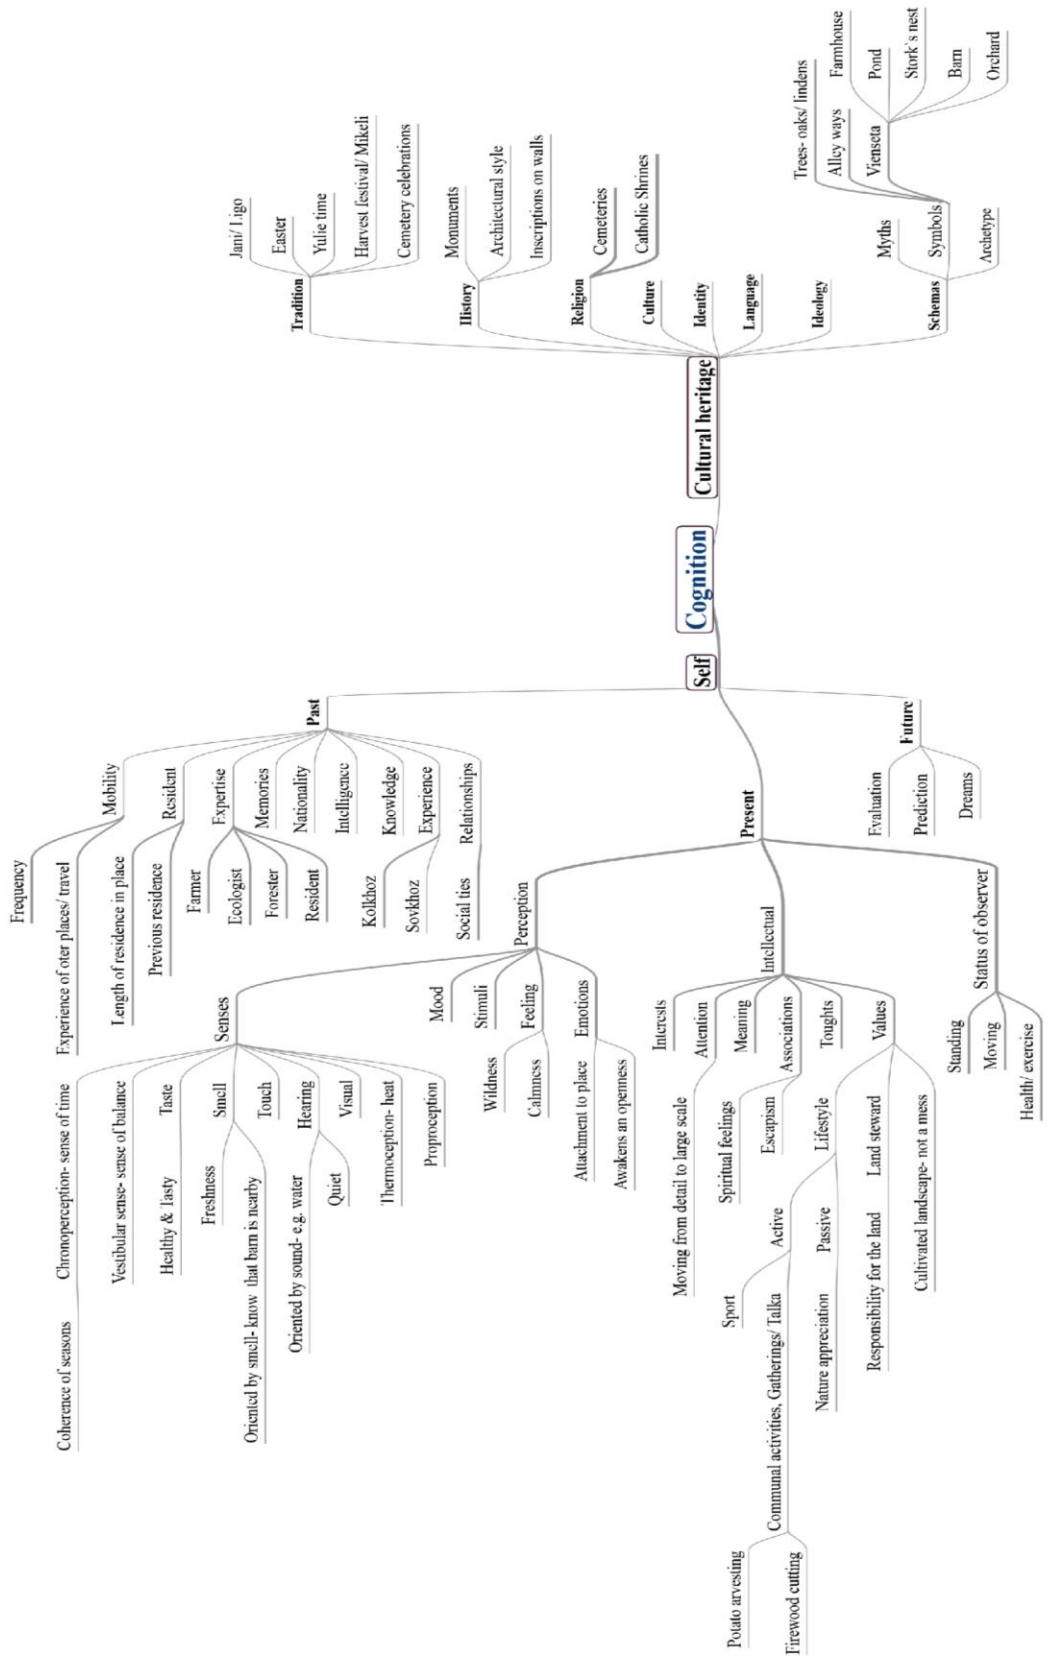 Cognition
Self
Past
Mobility
Frequency
Experience of oter places/ travel
Resident
Length of residence in place
Previous residence
Expertise
Farmer
Ecologist
Forester
Resident
Memories
Nationality
Intelligence
Knowledge
Experience
Kolkhoz
Sovkhoz
Relationships
Social ties
Present
Perception
Senses
Chronoperception- sense of time
Coherence of seasons
Vestibular sense- sense of balance
Taste
Healthy & Tasty
Smell
Freshness
Oriented by smell- know that barn is nearby
Touch
Hearing
Oriented by sound- e.g. water
Quiet
Visual
Thermoception- heat
Proproception
Mood
Stimuli
Feeling
Wildness
Calmness
Emotions
Attachment to place
Awakens an openness
Intellectual
Interests
Attention
Moving from detail to large scale
Meaning
Associations
Spiritual feelings
Escapism
Toughts
Values
Lifestyle
Active
Sport
Communal activities, Gatherings/ Talka
Potato arvesting
Firewood cutting
Passive
Nature appreciation
Land steward
Responsibility for the land
Cultivated landscape- not a mess
Status of observer
Standing
Moving
Health/ exercise
Future
Evaluation
Prediction
Dreams
Cultural heritage
Tradition
Jani/ Ligo
Easter
Yulie time
Harvest festival/ Mikeli
Cemetery celebrations
History
Monuments
Architectural style
Inscriptions on walls
Religion
Cemeteries
Catholic Shrines
Culture
Identity
Language
Ideology
Schemas
Myths
Symbols
Trees- oaks/ lindens
Alley ways
Vienseta
Farmhouse
Pond
Stork`s nest
Barn
Orchard
Archetype